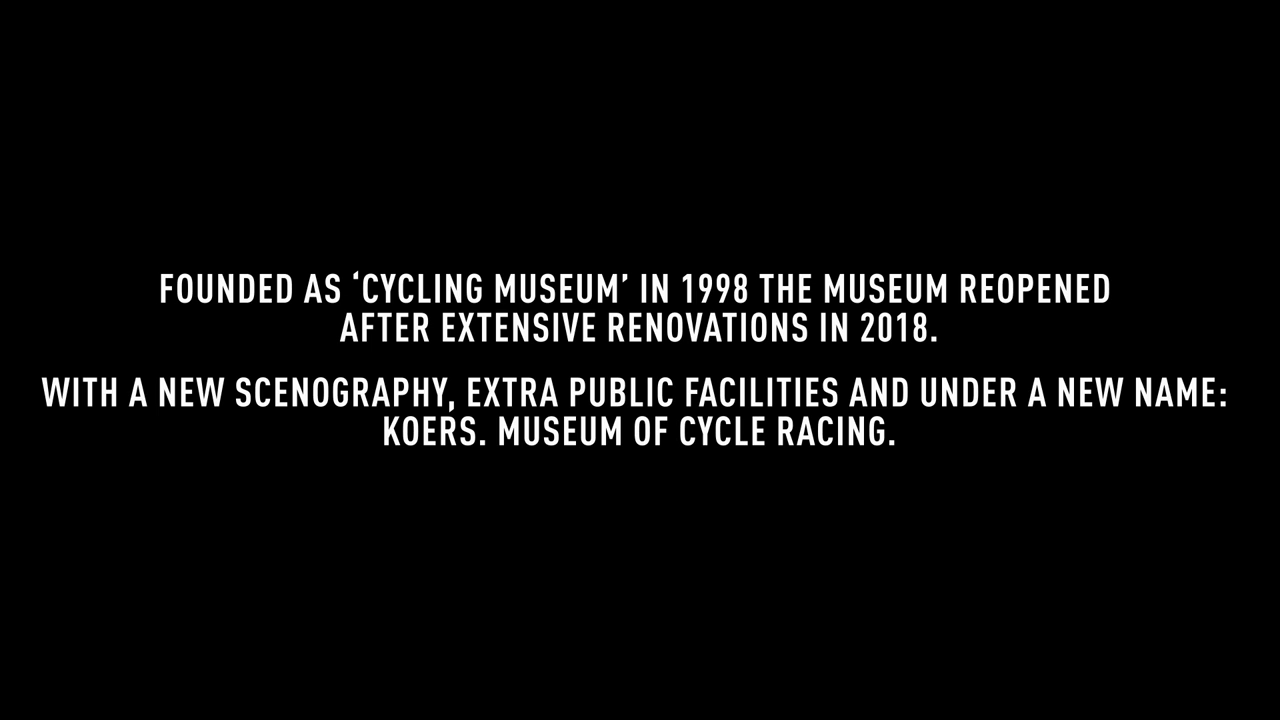 FOUNDED AS ‘CYCLING MUSEUM’ IN 1998 THE MUSEUM REOPENED
AFTER EXTENSIVE RENOVATIONS IN 2018.
WITH A NEW SCENOGRAPHY, EXTRA PUBLIC FACILITIES AND UNDER A NEW NAME:
KOERS. MUSEUM OF CYCLE RACING.